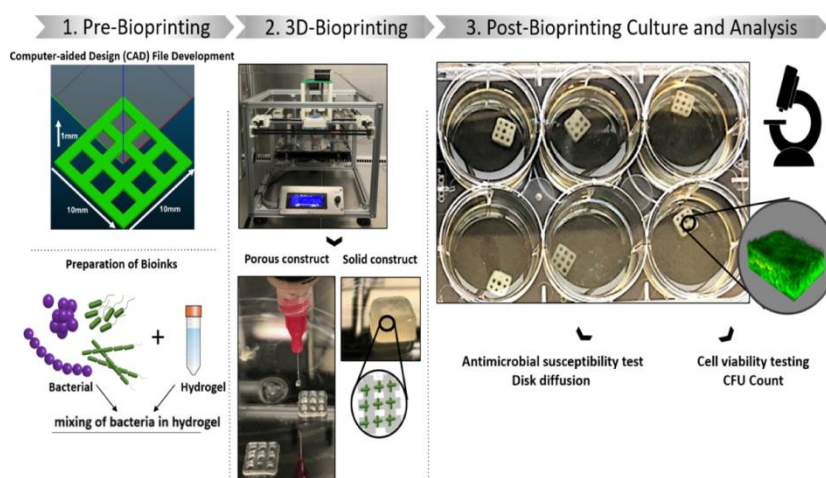 1. Pre-Bioprinting
2. 3D-Bioprinting
3. Post-Bioprinting Culture and Analysis
Computer-aided Design (CAD) File Development
1mm
10mm
10mm
Preparation of Bioinks
+
Bacterial
Hydrogel
mixing of bacteria in hydrogel
Porous construct
Solid construct
Antimicrobial susceptibility test
Disk diffusion
Cell viability testing
CFU Count